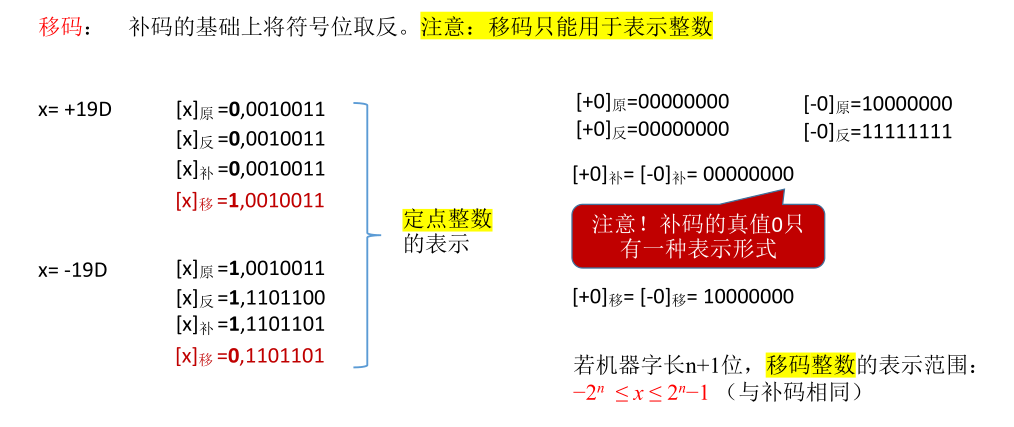 移码： 补码的基础上将符号位取反。注意：移码只能用于表示整数
x= +19D
[x]原 =0,0010011
[x]反 =0,0010011
[x]补 =0,0010011
[x]移 =1,0010011
x= -19D
[x]原 =1,0010011
[x]反 =1,1101100
[x]补 =1,1101101
[x]移 =0,1101101
定点整数
的表示
[+0]原=00000000 [-0]原=10000000
[+0]反=00000000 [-0]反=11111111
[+0]补= [-0]补= 00000000
注意！补码的真值0只
有一种表示形式
[+0]移= [-0]移= 10000000
若机器字长n+1位，移码整数的表示范围：
−2ⁿ ≤ x ≤ 2ⁿ−1 （与补码相同）